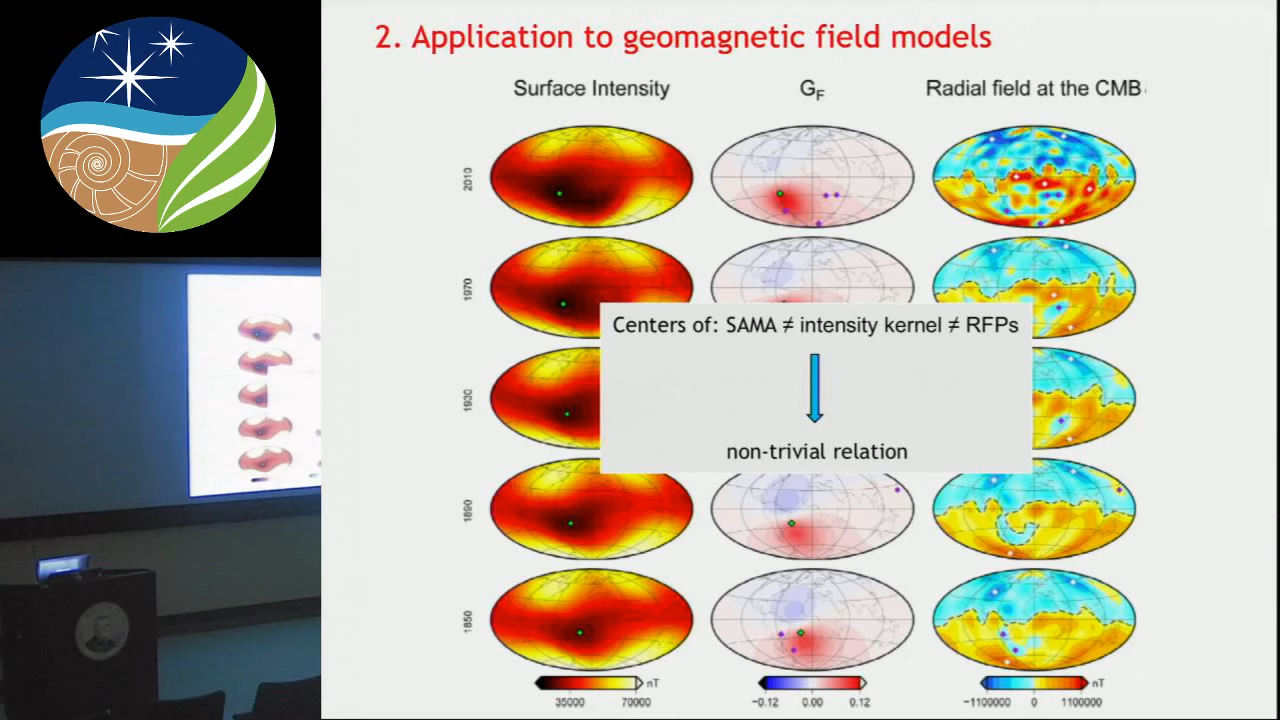 2. Application to geomagnetic field models
Surface Intensity
GF
Radial field at the CMB
2010
1970
1930
1890
1850
Centers of: SAMA ≠ intensity kernel ≠ RFPs
non-trivial relation
35000 70000 nT
-0.12 0.00 0.12
-1100000 0 1100000 nT